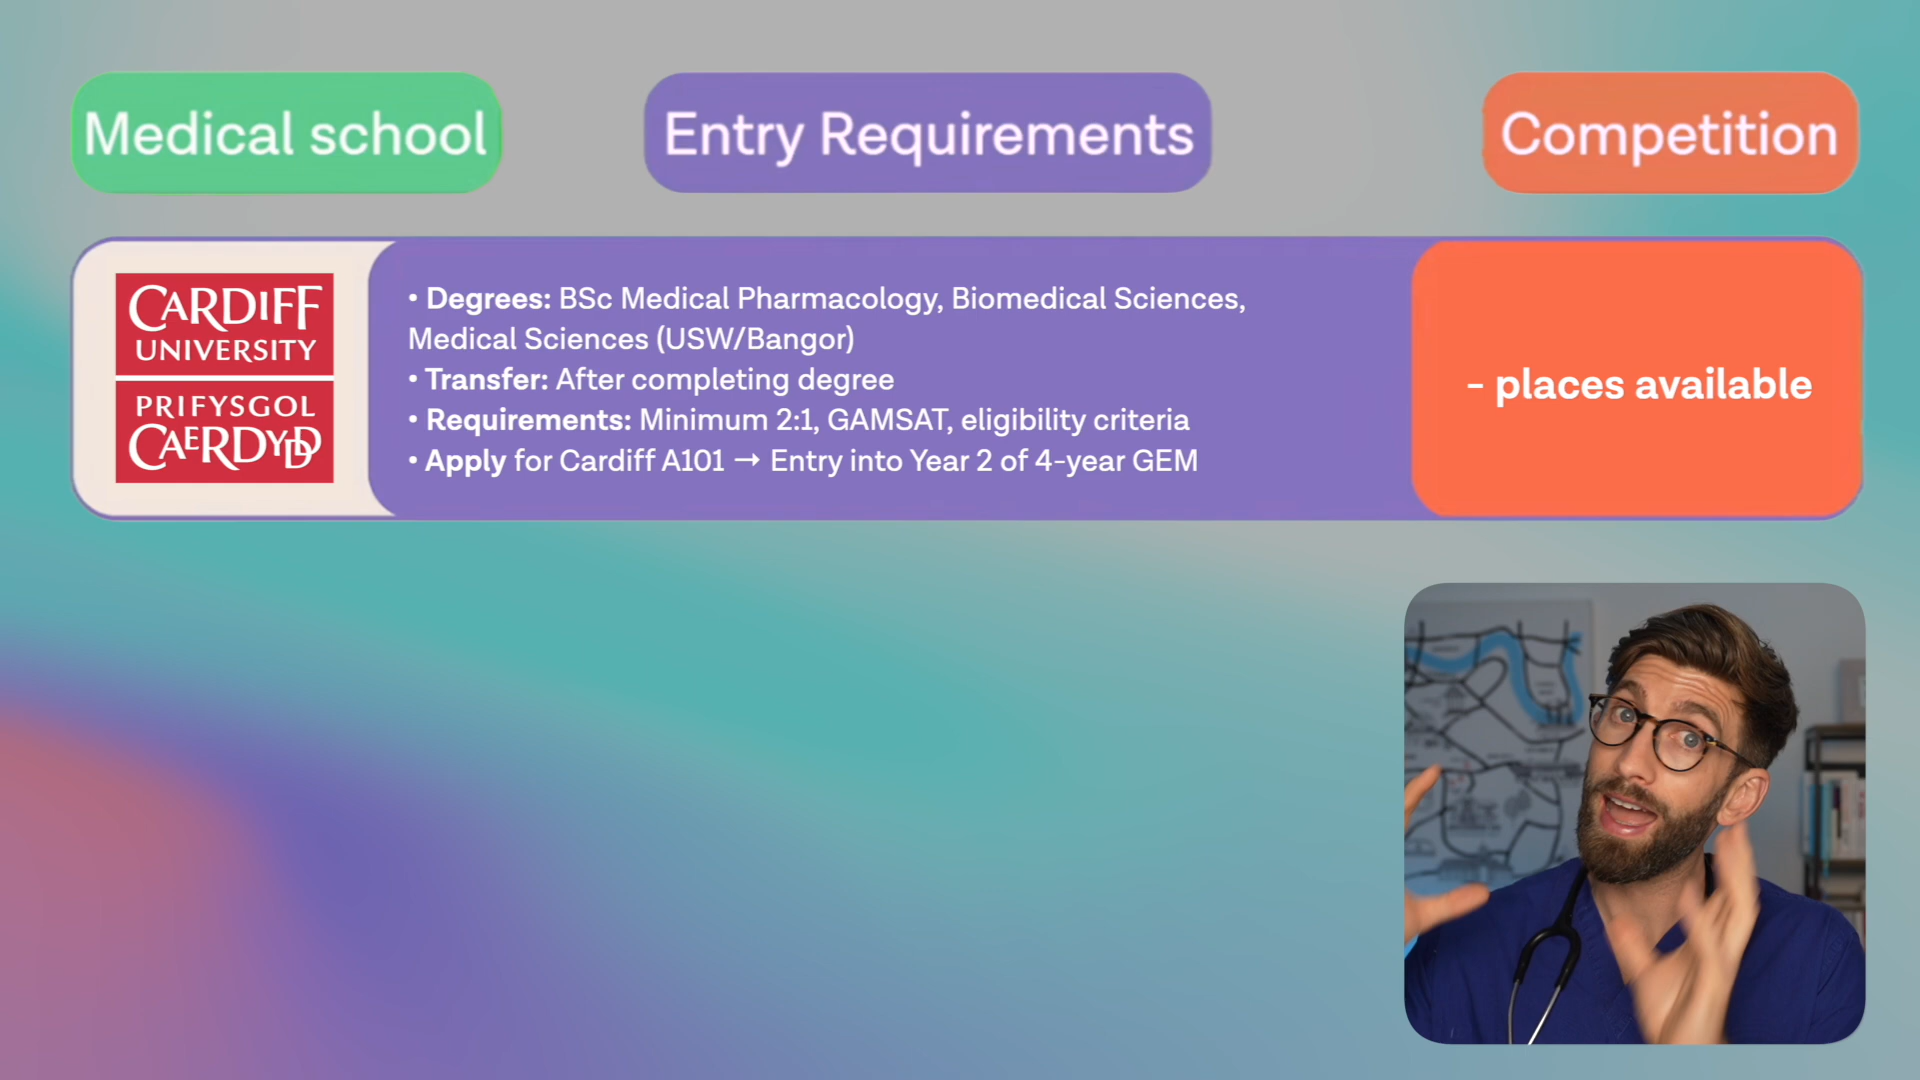 Medical school
Entry Requirements
Competition
CARDIFF
UNIVERSITY
PRIFYSGOL
CAERDYDD
• Degrees: BSc Medical Pharmacology, Biomedical Sciences,
Medical Sciences (USW/Bangor)
• Transfer: After completing degree
• Requirements: Minimum 2:1, GAMSAT, eligibility criteria
• Apply for Cardiff A101 → Entry into Year 2 of 4-year GEM
- places available